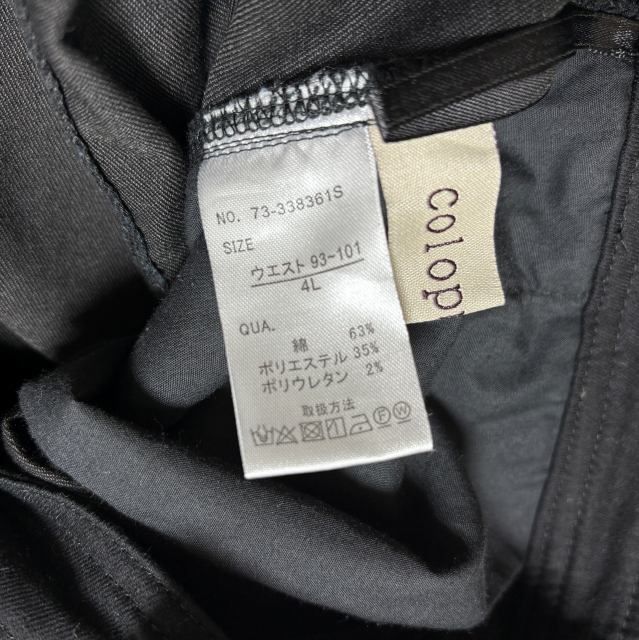 NO. 73-338361S
SIZE
ウエスト 93-101
4L
QUA.
綿 63%
ポリエステル 35%
ポリウレタン 2%
取扱方法
F W
colop